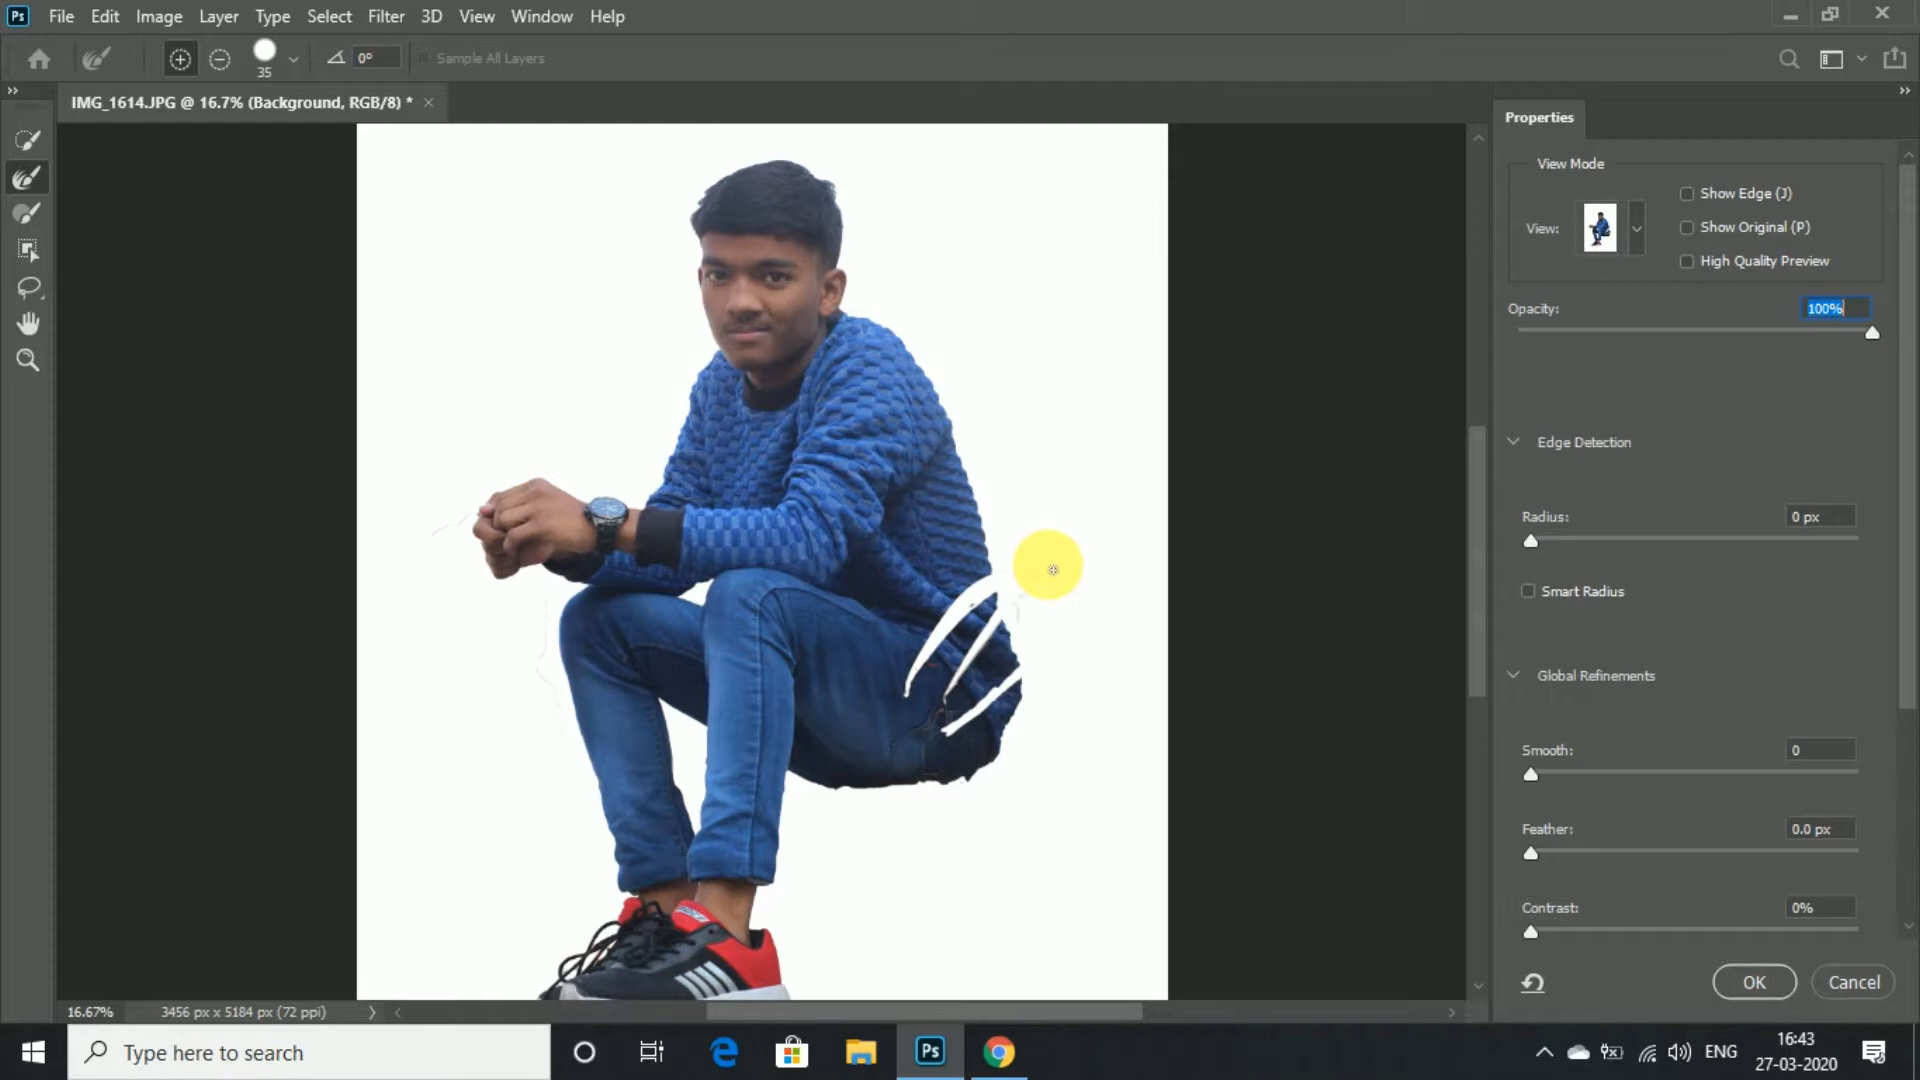 Ps File Edit Image Layer Type Select Filter 3D View Window Help
35 0° Sample All Layers
IMG_1614.JPG @ 16.7% (Background, RGB/8) *
Properties
View Mode
View:
Show Edge (J)
Show Original (P)
High Quality Preview
Opacity: 100%
Edge Detection
Radius: 0 px
Smart Radius
Global Refinements
Smooth: 0
Feather: 0.0 px
Contrast: 0%
OK Cancel
16.67% 3456 px x 5184 px (72 ppi)
Type here to search
Ps
ENG
16:43
27-03-2020